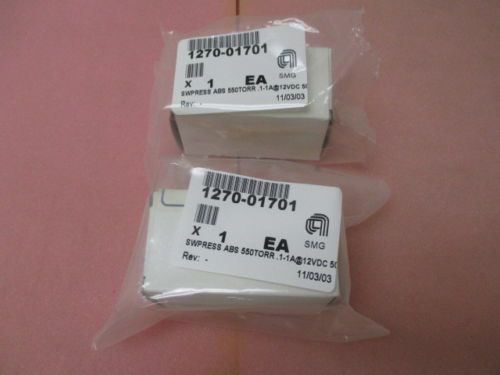 1270-01701
X 1 EA
SMG
SWPRESS ABS 550TORR .1-1A@12VDC 50
Rev: -
11/03/03
1270-01701
X 1 EA
SMG
SWPRESS ABS 550TORR .1-1A@12VDC 50
Rev: -
11/03/03